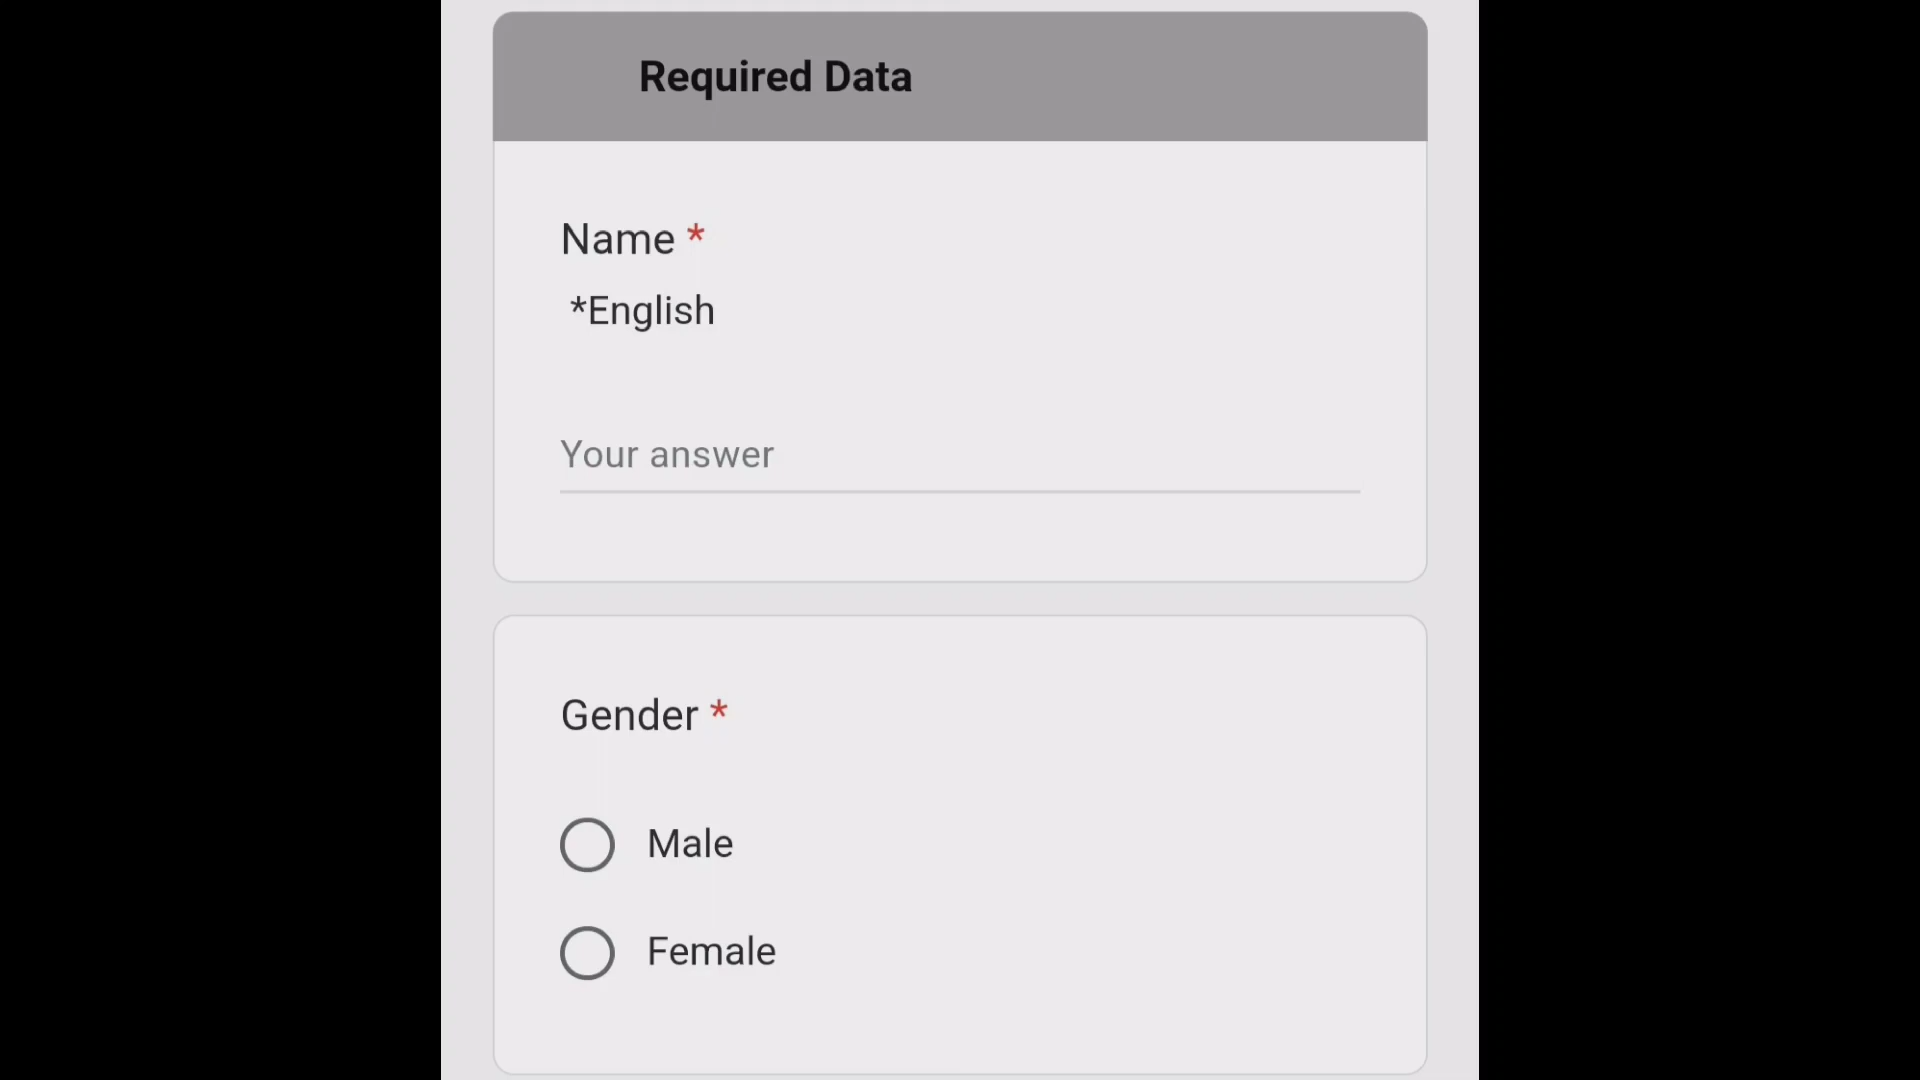 Required Data
Name *
*English
Your answer
Gender *
Male
Female